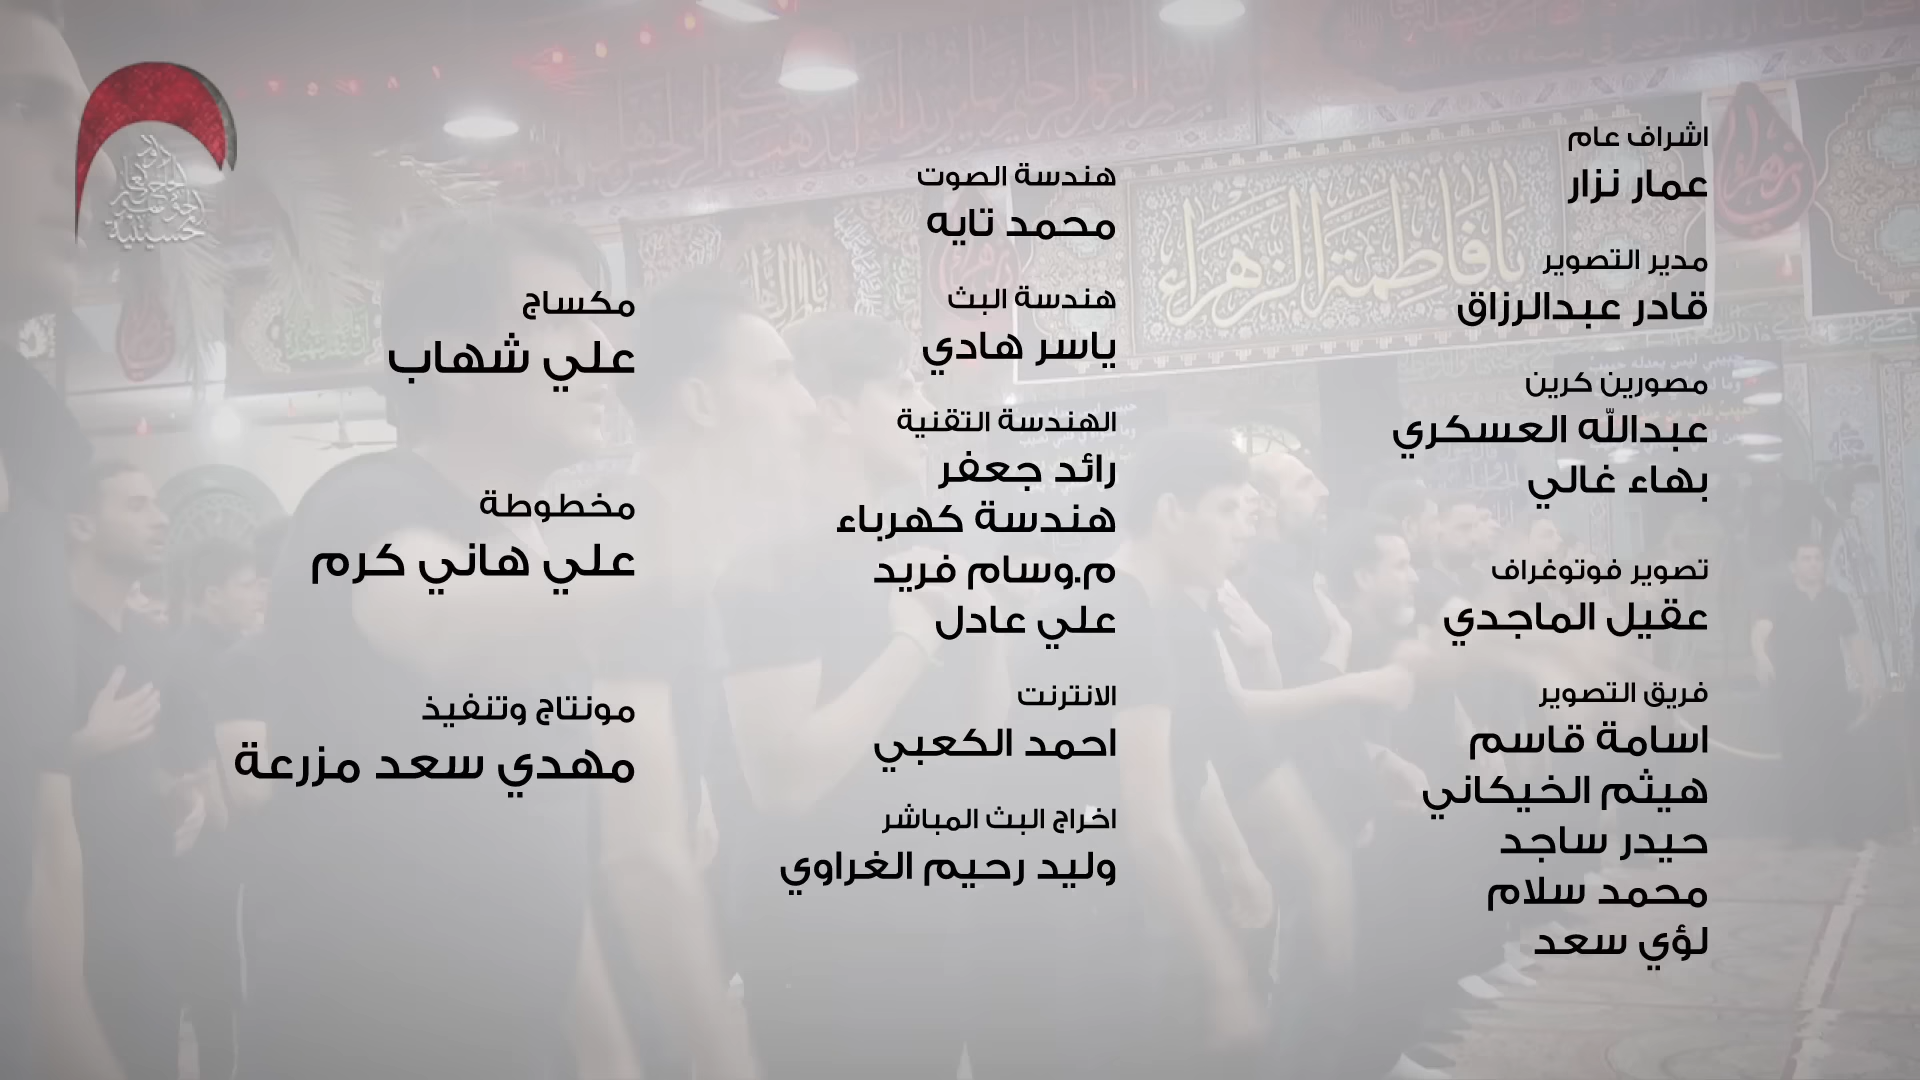 اشراف عام
عمار نزار
مدير التصوير
قادر عبدالرزاق
مصورين كرين
عبدالله العسكري
بهاء غالي
تصوير فوتوغراف
عقيل الماجدي
فريق التصوير
اسامة قاسم
هيثم الخيكاني
حيدر ساجد
محمد سلام
لؤي سعد
هندسة الصوت
محمد تايه
هندسة البث
ياسر هادي
الهندسة التقنية
رائد جعفر
هندسة كهرباء
م.وسام فريد
علي عادل
الانترنت
احمد الكعبي
اخراج البث المباشر
وليد رحيم الغراوي
مكساج
علي شهاب
مخطوطة
علي هاني كرم
مونتاج وتنفيذ
مهدي سعد مزرعة
يا فاطمة الزهراء